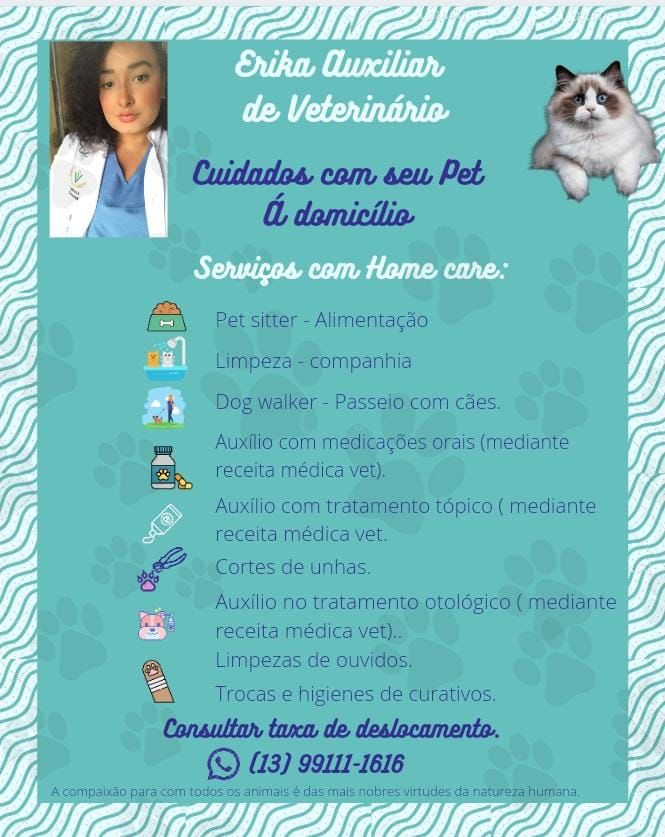 Erika Auxiliar
de Veterinário
Cuidados com seu Pet
Á domicílio
Serviços com Home care:
Pet sitter - Alimentação
Limpeza - companhia
Dog walker - Passeio com cães.
Auxílio com medicações orais (mediante
receita médica vet).
Auxílio com tratamento tópico ( mediante
receita médica vet.
Cortes de unhas.
Auxílio no tratamento otológico ( mediante
receita médica vet)..
Limpezas de ouvidos.
Trocas e higienes de curativos.
Consultar taxa de deslocamento.
(13) 99111-1616
A compaixão para com todos os animais é das mais nobres virtudes da natureza humana.